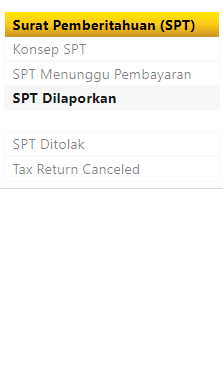 Surat Pemberitahuan (SPT)
Konsep SPT
SPT Menunggu Pembayaran
SPT Dilaporkan
SPT Ditolak
Tax Return Canceled